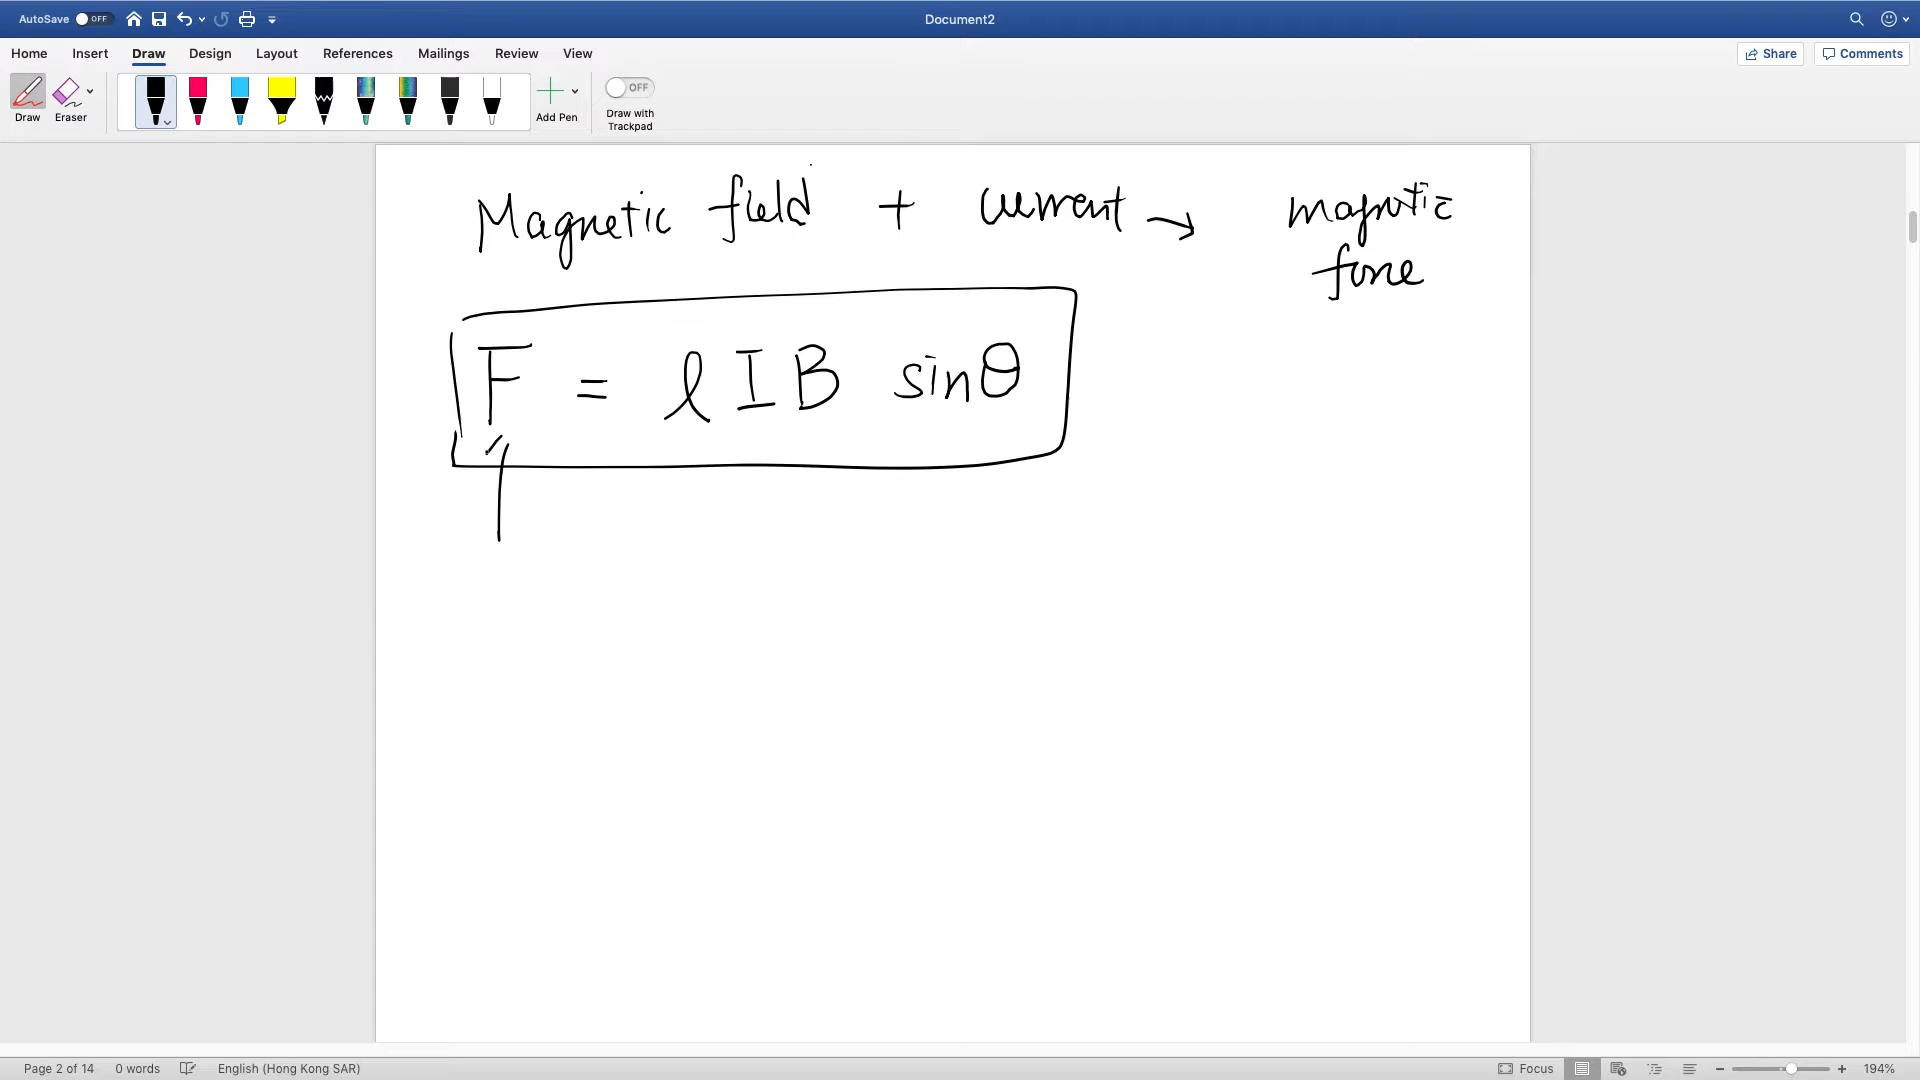 AutoSave OFF Document2
Home Insert Draw Design Layout References Mailings Review View Share Comments
OFF
Draw Eraser Add Pen Draw with
Trackpad
Magnetic field + current → magnetic
force
F = ℓ I B sinθ
Page 2 of 14 0 words English (Hong Kong SAR) Focus 194%